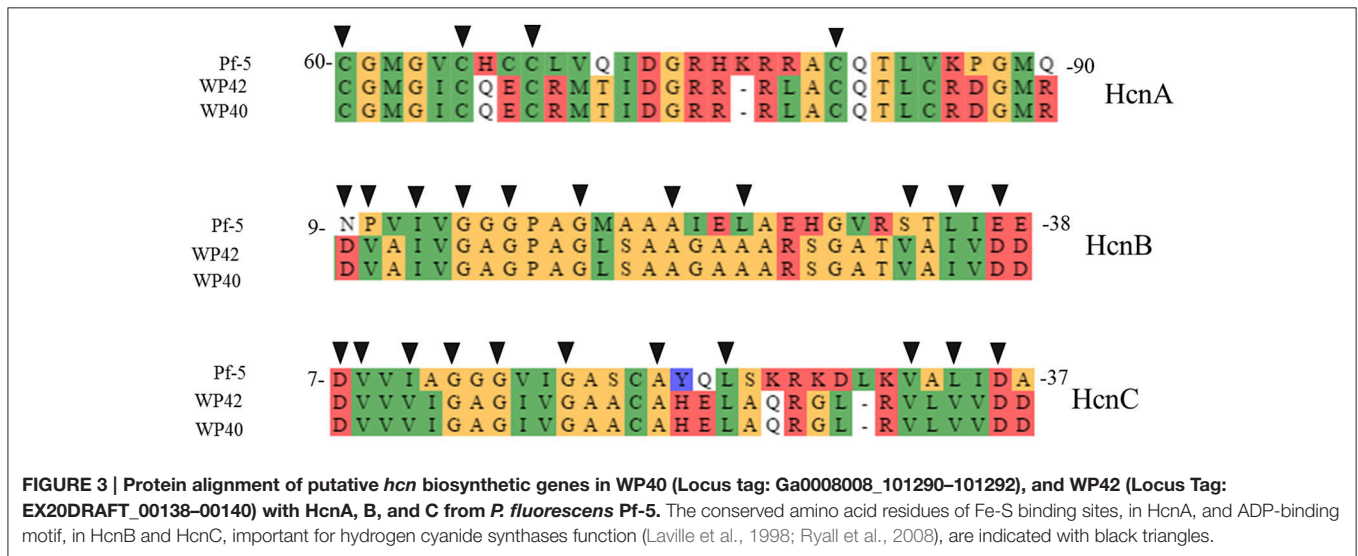 Pf-5 60- C G M G V C H C C L V Q I D G R H K R R A C Q T L V K P G M Q -90
WP42 C G M G I C Q E C R M T I D G R R - R L A C Q T L C R D G M R
HcnA
WP40 C G M G I C Q E C R M T I D G R R - R L A C Q T L C R D G M R
Pf-5 9- N P V I V G G G P A G M A A A I E L A E H G V R S T L I E E -38
WP42 D V A I V G A G P A G L S A A G A A A R S G A T V A I V D D
HcnB
WP40 D V A I V G A G P A G L S A A G A A A R S G A T V A I V D D
Pf-5 7- D V V I A G G G V I G A S C A Y Q L S K R K D L K V A L I D A -37
WP42 D V V V I G A G I V G A A C A H E L A Q R G L - R V L V V D D
HcnC
WP40 D V V V I G A G I V G A A C A H E L A Q R G L - R V L V V D D
FIGURE 3 | Protein alignment of putative hcn biosynthetic genes in WP40 (Locus tag: Ga0008008_101290–101292), and WP42 (Locus Tag:
EX20DRAFT_00138–00140) with HcnA, B, and C from P. fluorescens Pf-5. The conserved amino acid residues of Fe-S binding sites, in HcnA, and ADP-binding
motif, in HcnB and HcnC, important for hydrogen cyanide synthases function (Laville et al., 1998; Ryall et al., 2008), are indicated with black triangles.